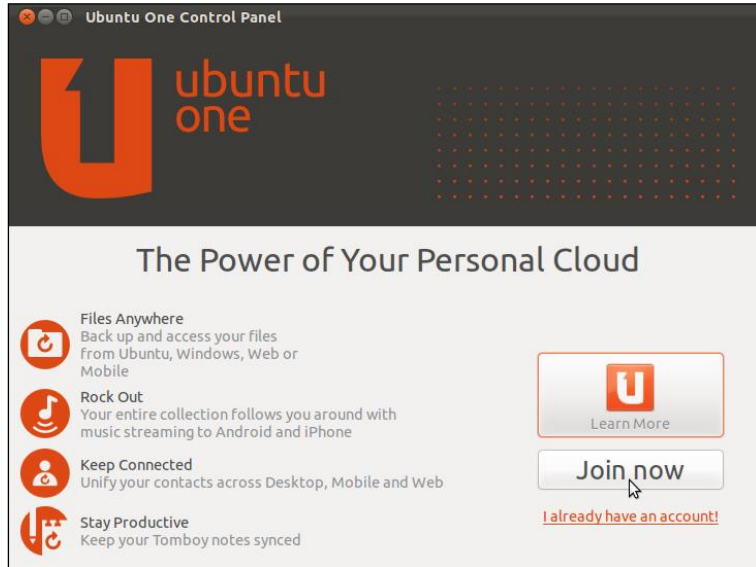 Ubuntu One Control Panel
ubuntu
one
The Power of Your Personal Cloud
Files Anywhere
Back up and access your files
from Ubuntu, Windows, Web or
Mobile
Rock Out
Your entire collection follows you around with
music streaming to Android and iPhone
Keep Connected
Unify your contacts across Desktop, Mobile and Web
Stay Productive
Keep your Tomboy notes synced
Learn More
Join now
I already have an account!